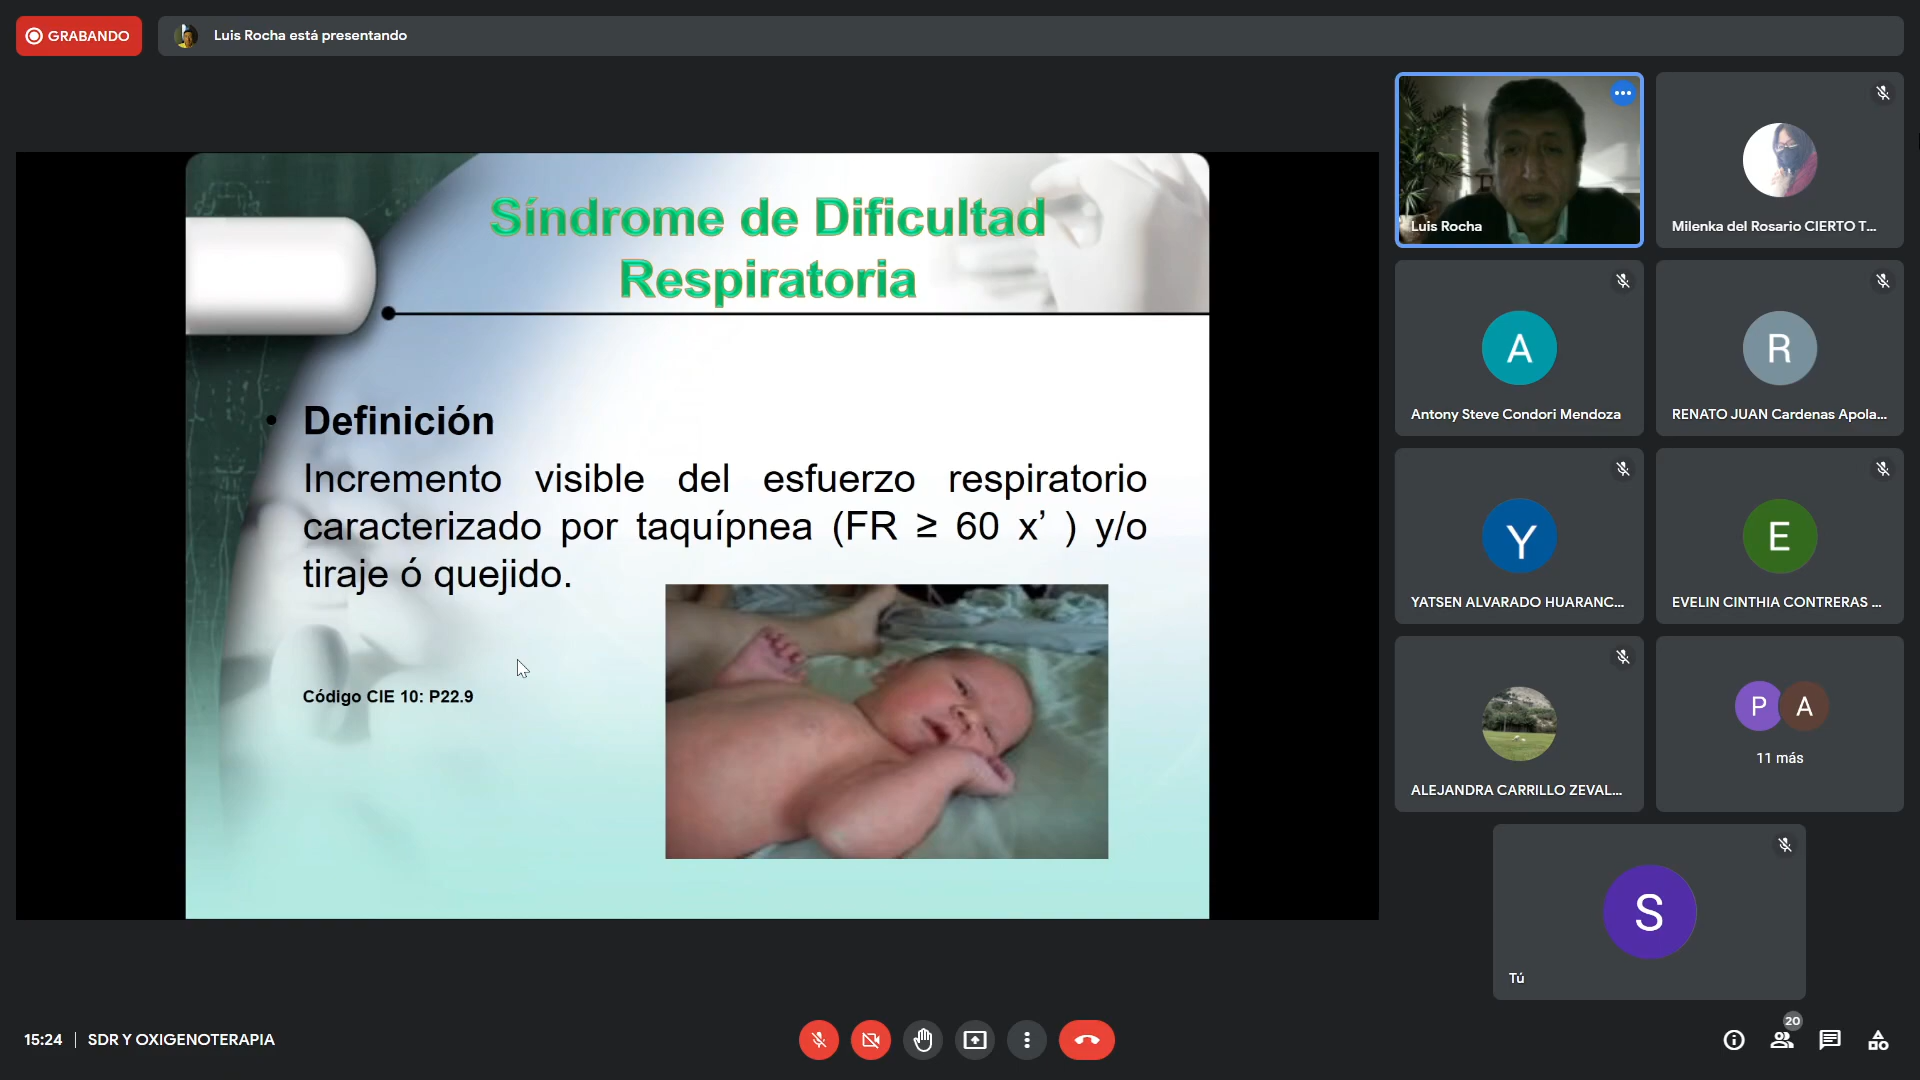 GRABANDO
Luis Rocha está presentando
Síndrome de Dificultad
Respiratoria
• Definición
Incremento visible del esfuerzo respiratorio
caracterizado por taquípnea (FR ≥ 60 x’ ) y/o
tiraje ó quejido.
Código CIE 10: P22.9
Luis Rocha
Milenka del Rosario CIERTO T...
A
Antony Steve Condori Mendoza
R
RENATO JUAN Cardenas Apola...
Y
YATSEN ALVARADO HUARANC...
E
EVELIN CINTHIA CONTRERAS ...
ALEJANDRA CARRILLO ZEVAL...
P A
11 más
S
Tú
15:24 | SDR Y OXIGENOTERAPIA
20